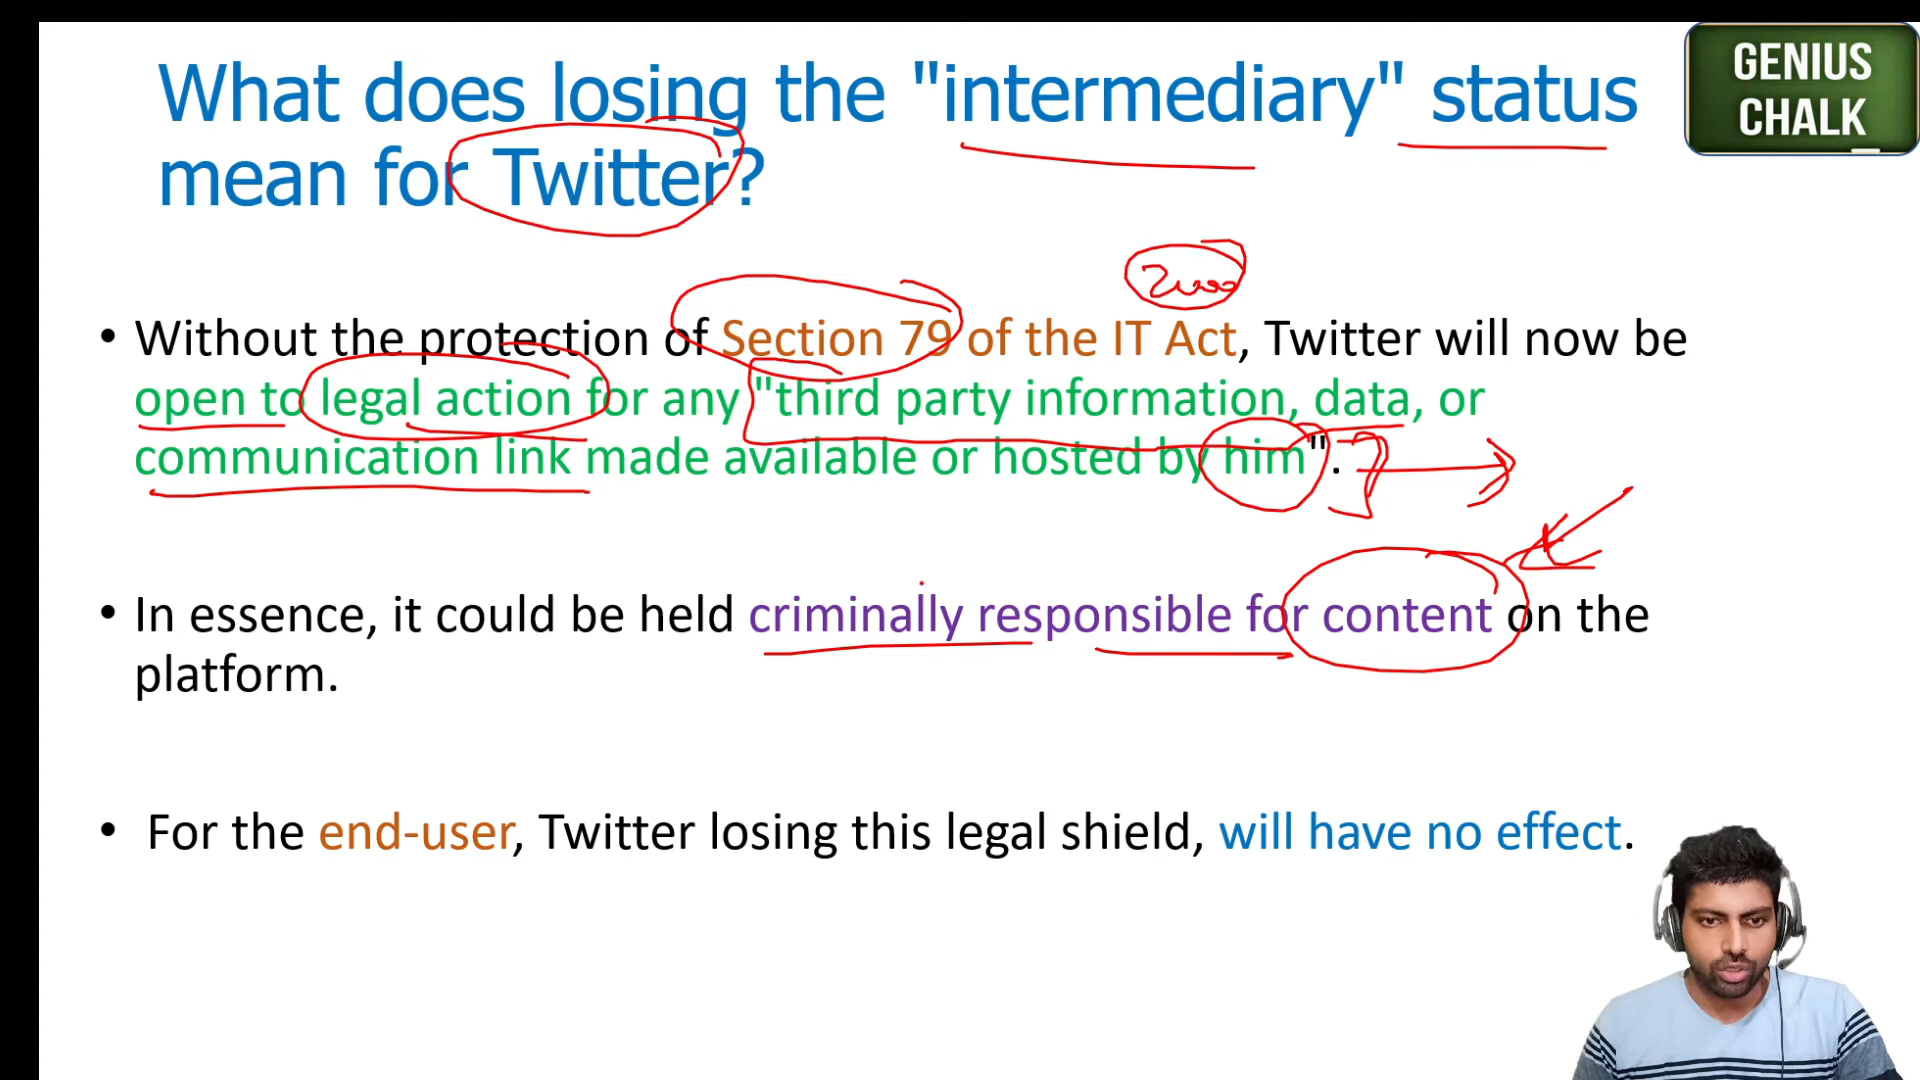 What does losing the "intermediary" status
mean for Twitter?
GENIUS
CHALK
2000
• Without the protection of Section 79 of the IT Act, Twitter will now be
open to legal action for any "third party information, data, or
communication link made available or hosted by him".
• In essence, it could be held criminally responsible for content on the
platform.
• For the end-user, Twitter losing this legal shield, will have no effect.